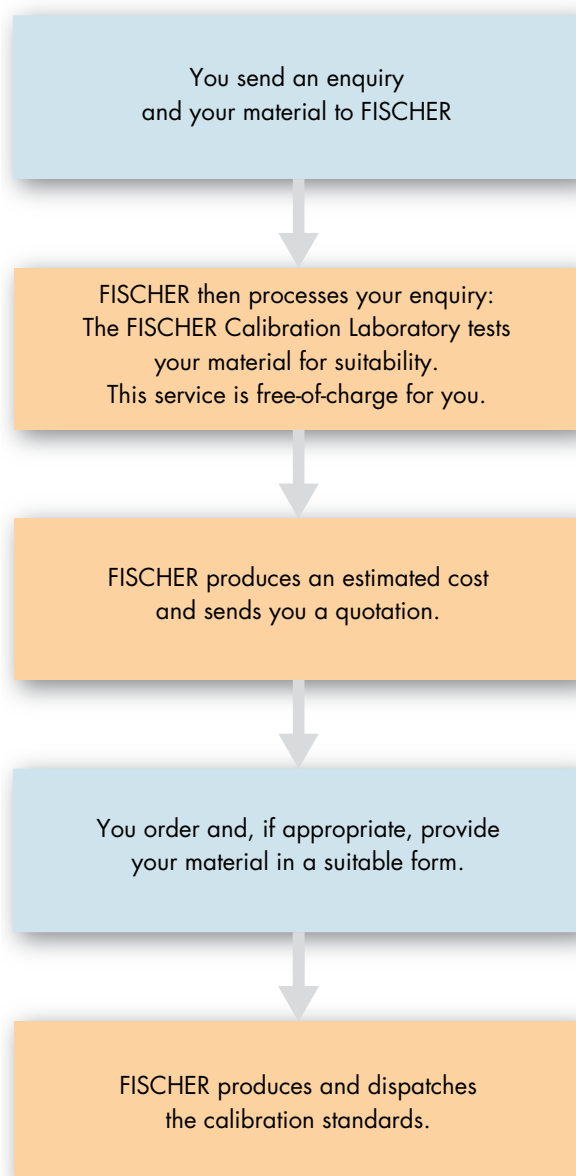 You send an enquiry
and your material to FISCHER
FISCHER then processes your enquiry:
The FISCHER Calibration Laboratory tests
your material for suitability.
This service is free-of-charge for you.
FISCHER produces an estimated cost
and sends you a quotation.
You order and, if appropriate, provide
your material in a suitable form.
FISCHER produces and dispatches
the calibration standards.